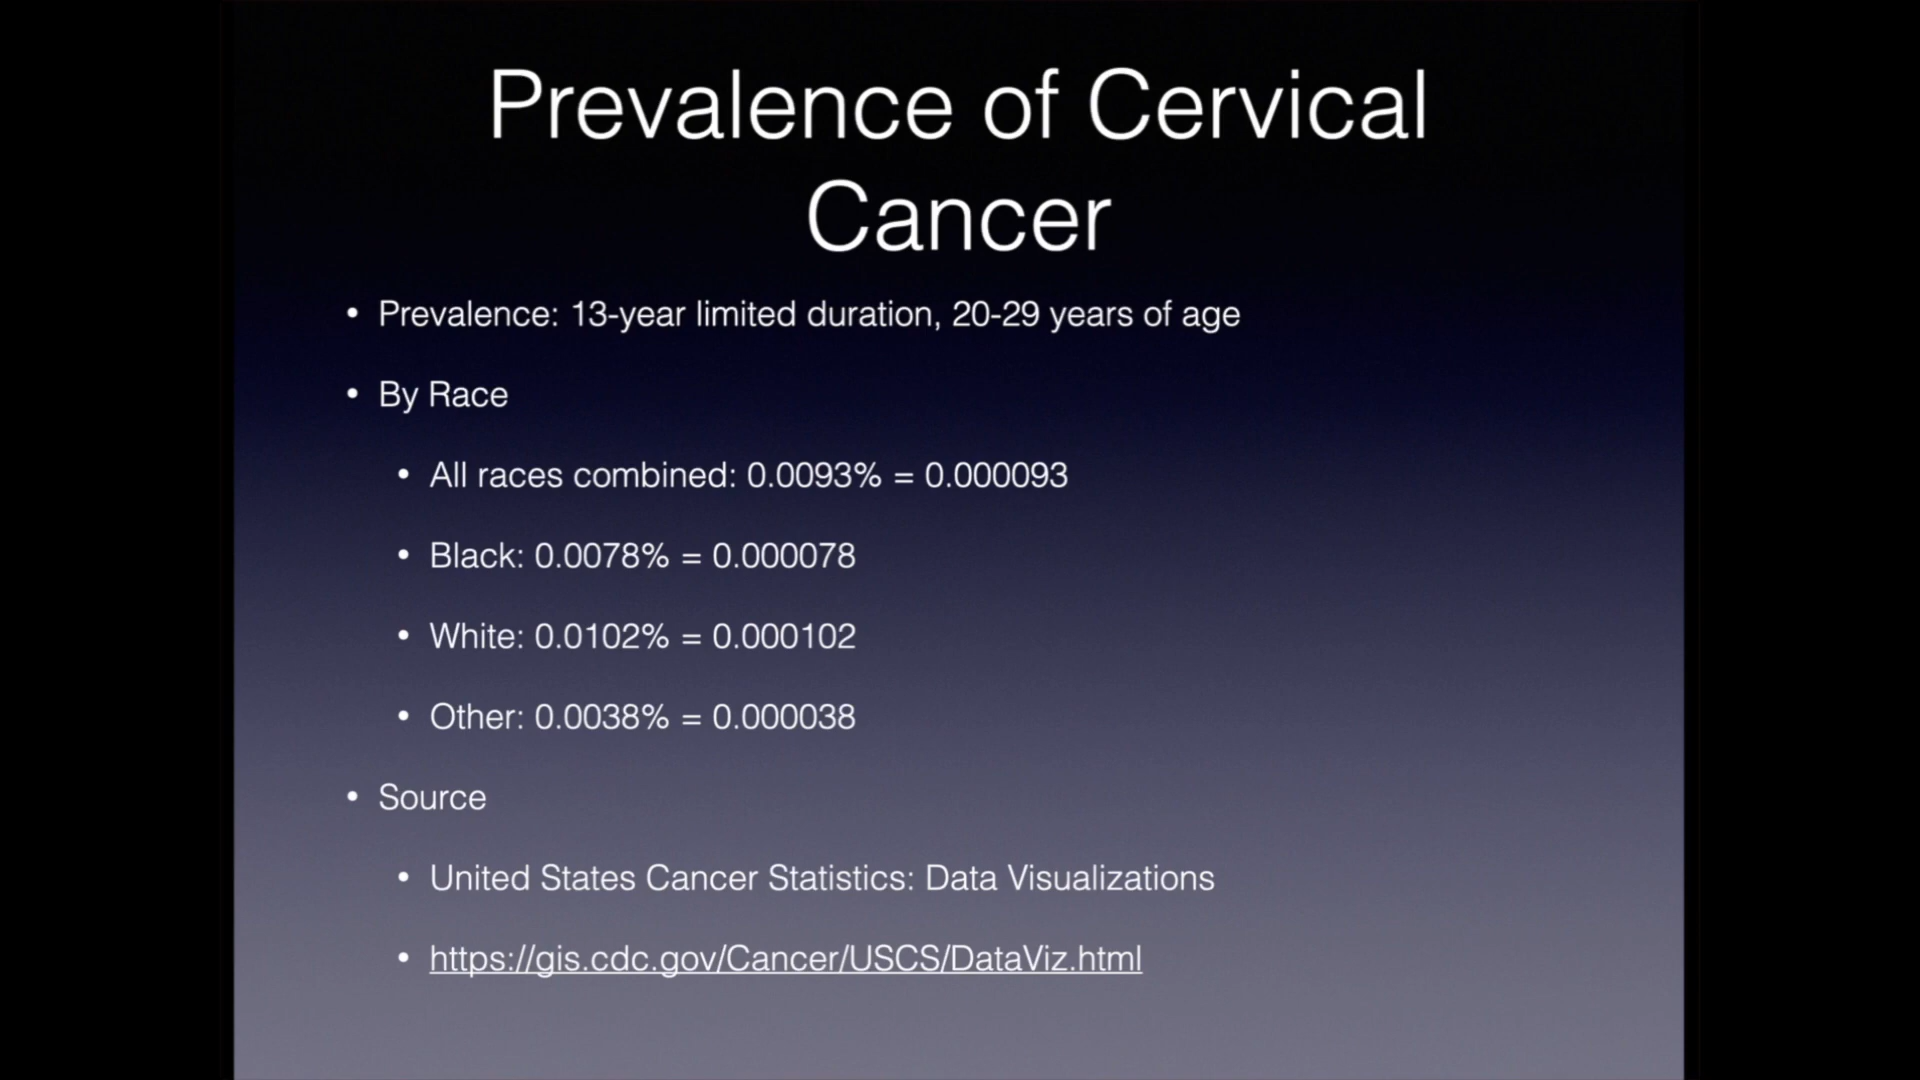 Prevalence of Cervical
Cancer
• Prevalence: 13-year limited duration, 20-29 years of age
• By Race
• All races combined: 0.0093% = 0.000093
• Black: 0.0078% = 0.000078
• White: 0.0102% = 0.000102
• Other: 0.0038% = 0.000038
• Source
• United States Cancer Statistics: Data Visualizations
• https://gis.cdc.gov/Cancer/USCS/DataViz.html